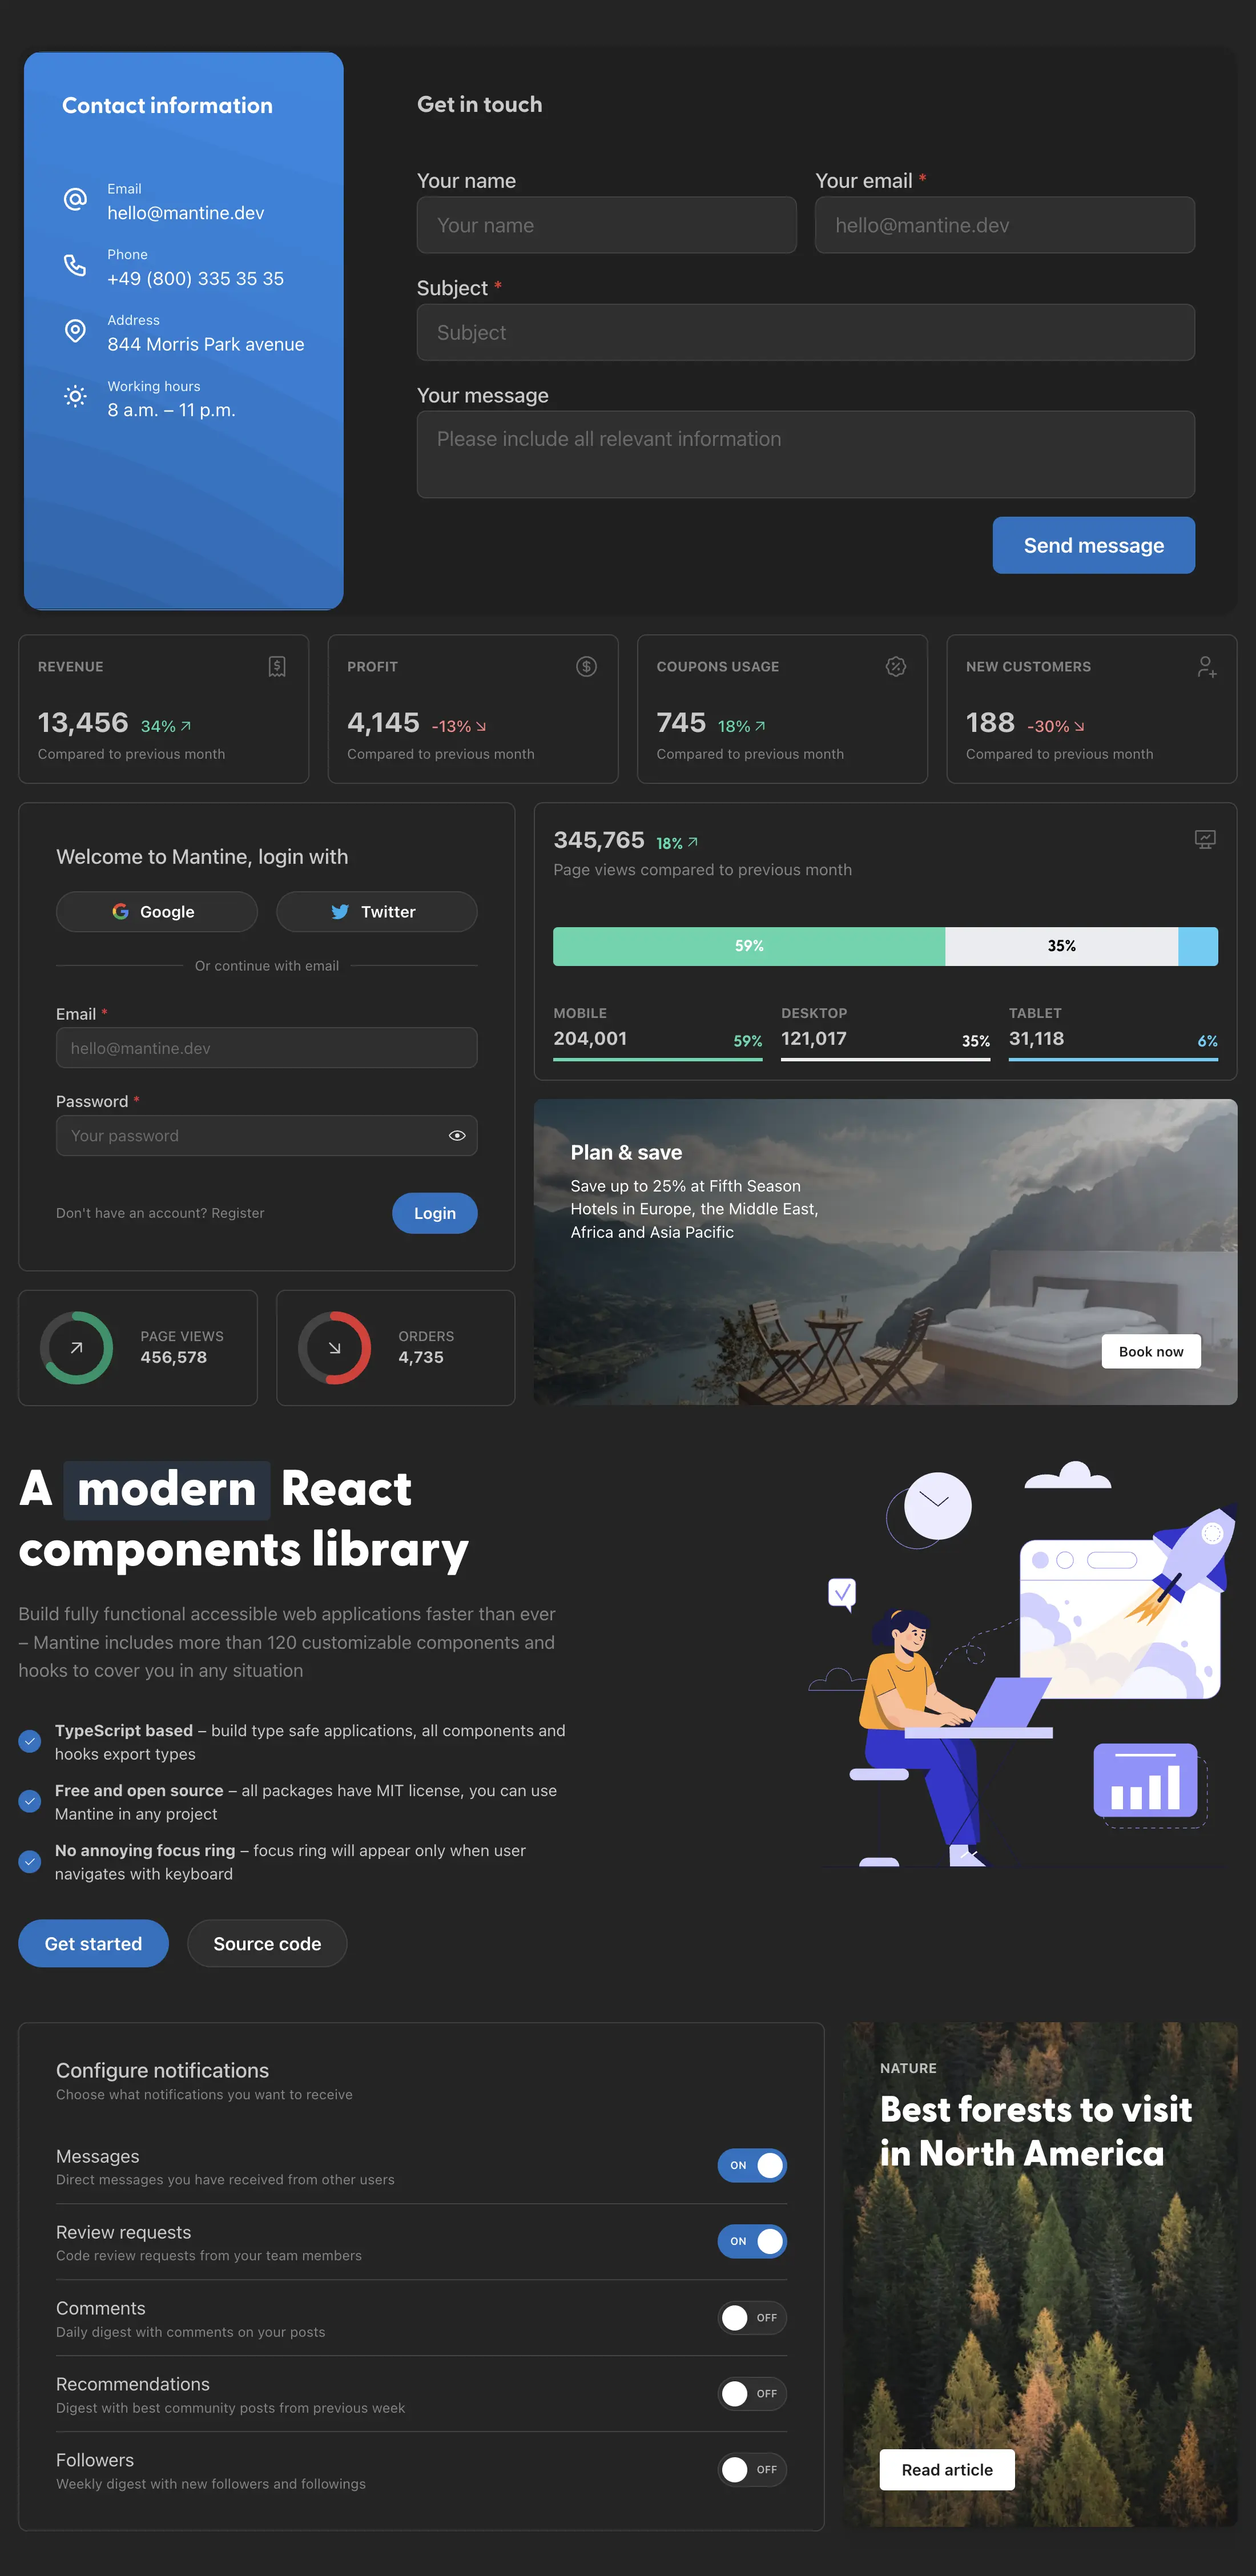 Contact information
Email
hello@mantine.dev
Phone
+49 (800) 335 35 35
Address
844 Morris Park avenue
Working hours
8 a.m. – 11 p.m.
Get in touch
Your name
Your name
Your email *
hello@mantine.dev
Subject *
Subject
Your message
Please include all relevant information
Send message
REVENUE
13,456 34%
Compared to previous month
PROFIT
4,145 -13%
Compared to previous month
COUPONS USAGE
745 18%
Compared to previous month
NEW CUSTOMERS
188 -30%
Compared to previous month
Welcome to Mantine, login with
Google
Twitter
Or continue with email
Email *
hello@mantine.dev
Password *
Your password
Don't have an account? Register
Login
345,765 18%
Page views compared to previous month
59%
35%
MOBILE
204,001 59%
DESKTOP
121,017 35%
TABLET
31,118 6%
Plan & save
Save up to 25% at Fifth Season
Hotels in Europe, the Middle East,
Africa and Asia Pacific
Book now
PAGE VIEWS
456,578
ORDERS
4,735
A modern React
components library
Build fully functional accessible web applications faster than ever
– Mantine includes more than 120 customizable components and
hooks to cover you in any situation
TypeScript based – build type safe applications, all components and
hooks export types
Free and open source – all packages have MIT license, you can use
Mantine in any project
No annoying focus ring – focus ring will appear only when user
navigates with keyboard
Get started
Source code
Configure notifications
Choose what notifications you want to receive
Messages
Direct messages you have received from other users
ON
Review requests
Code review requests from your team members
ON
Comments
Daily digest with comments on your posts
OFF
Recommendations
Digest with best community posts from previous week
OFF
Followers
Weekly digest with new followers and followings
OFF
NATURE
Best forests to visit
in North America
Read article